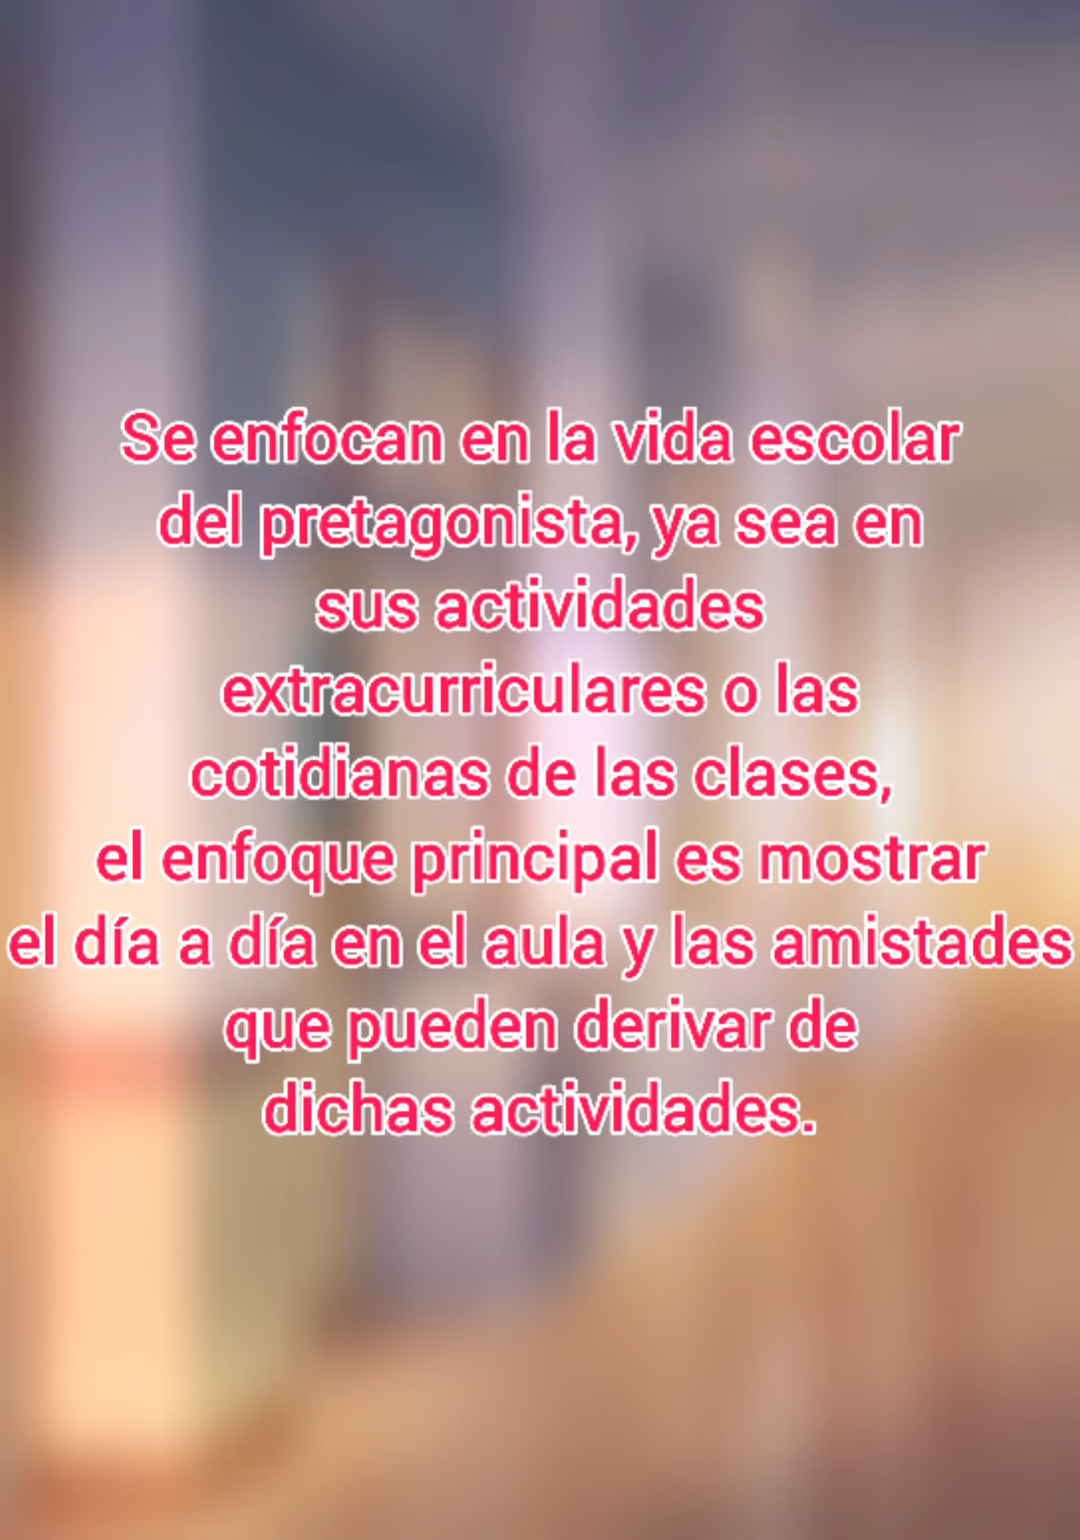 Se enfocan en la vida escolar
del pretagonista, ya sea en
sus actividades
extracurriculares o las
cotidianas de las clases,
el enfoque principal es mostrar
el día a día en el aula y las amistades
que pueden derivar de
dichas actividades.